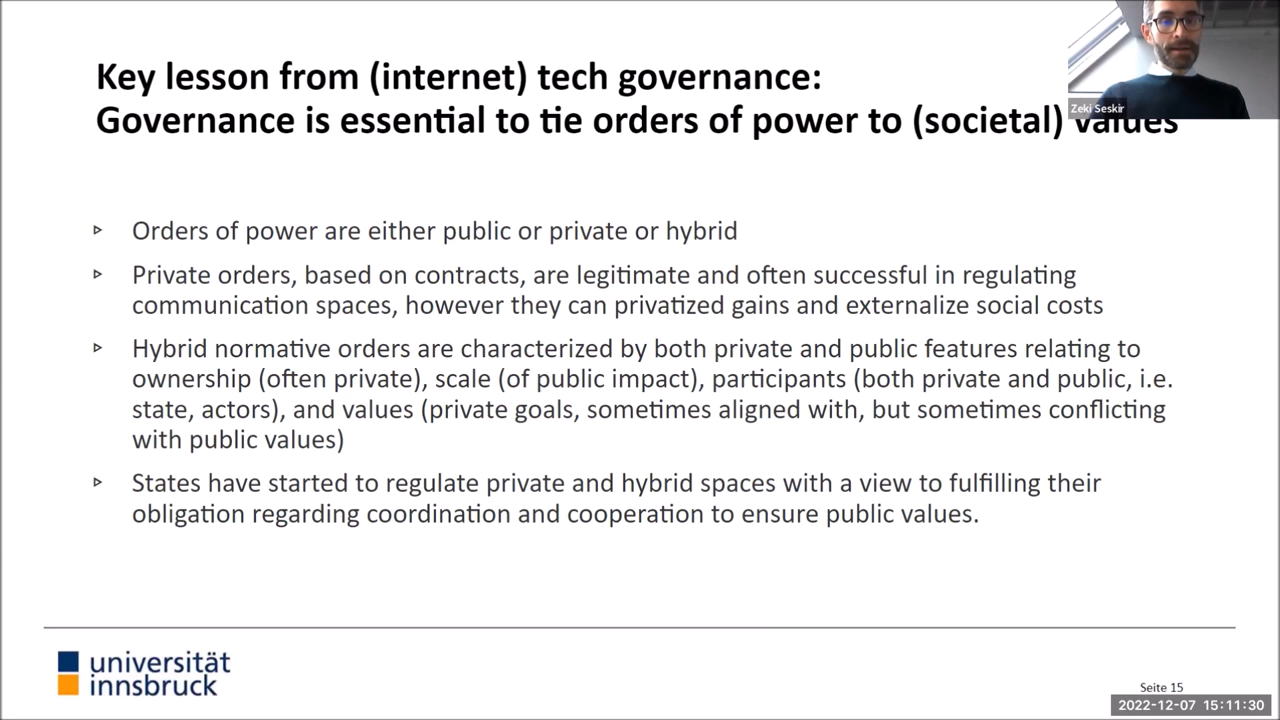 Key lesson from (internet) tech governance:
Governance is essential to tie orders of power to (societal) values
Zeki Seskir
▹ Orders of power are either public or private or hybrid
▹ Private orders, based on contracts, are legitimate and often successful in regulating
communication spaces, however they can privatized gains and externalize social costs
▹ Hybrid normative orders are characterized by both private and public features relating to
ownership (often private), scale (of public impact), participants (both private and public, i.e.
state, actors), and values (private goals, sometimes aligned with, but sometimes conflicting
with public values)
▹ States have started to regulate private and hybrid spaces with a view to fulfilling their
obligation regarding coordination and cooperation to ensure public values.
universität
innsbruck
Seite 15
2022-12-07 15:11:30